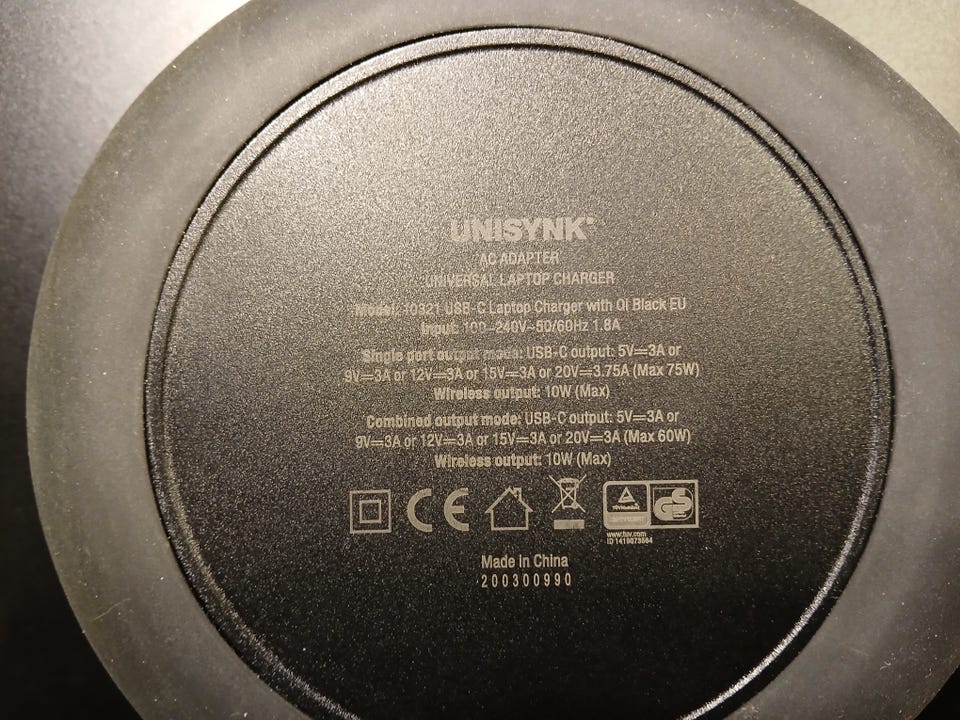 UNISYNK®
AC ADAPTER
UNIVERSAL LAPTOP CHARGER
Model: 10321 USB-C Laptop Charger with QI Black EU
Input: 100~240V~50/60Hz 1.8A
Single port output mode: USB-C output: 5V⎓3A or
9V⎓3A or 12V⎓3A or 15V⎓3A or 20V⎓3.75A (Max 75W)
Wireless output: 10W (Max)
Combined output mode: USB-C output: 5V⎓3A or
9V⎓3A or 12V⎓3A or 15V⎓3A or 20V⎓3A (Max 60W)
Wireless output: 10W (Max)
CE GS
www.tuv.com
Made in China
200300990